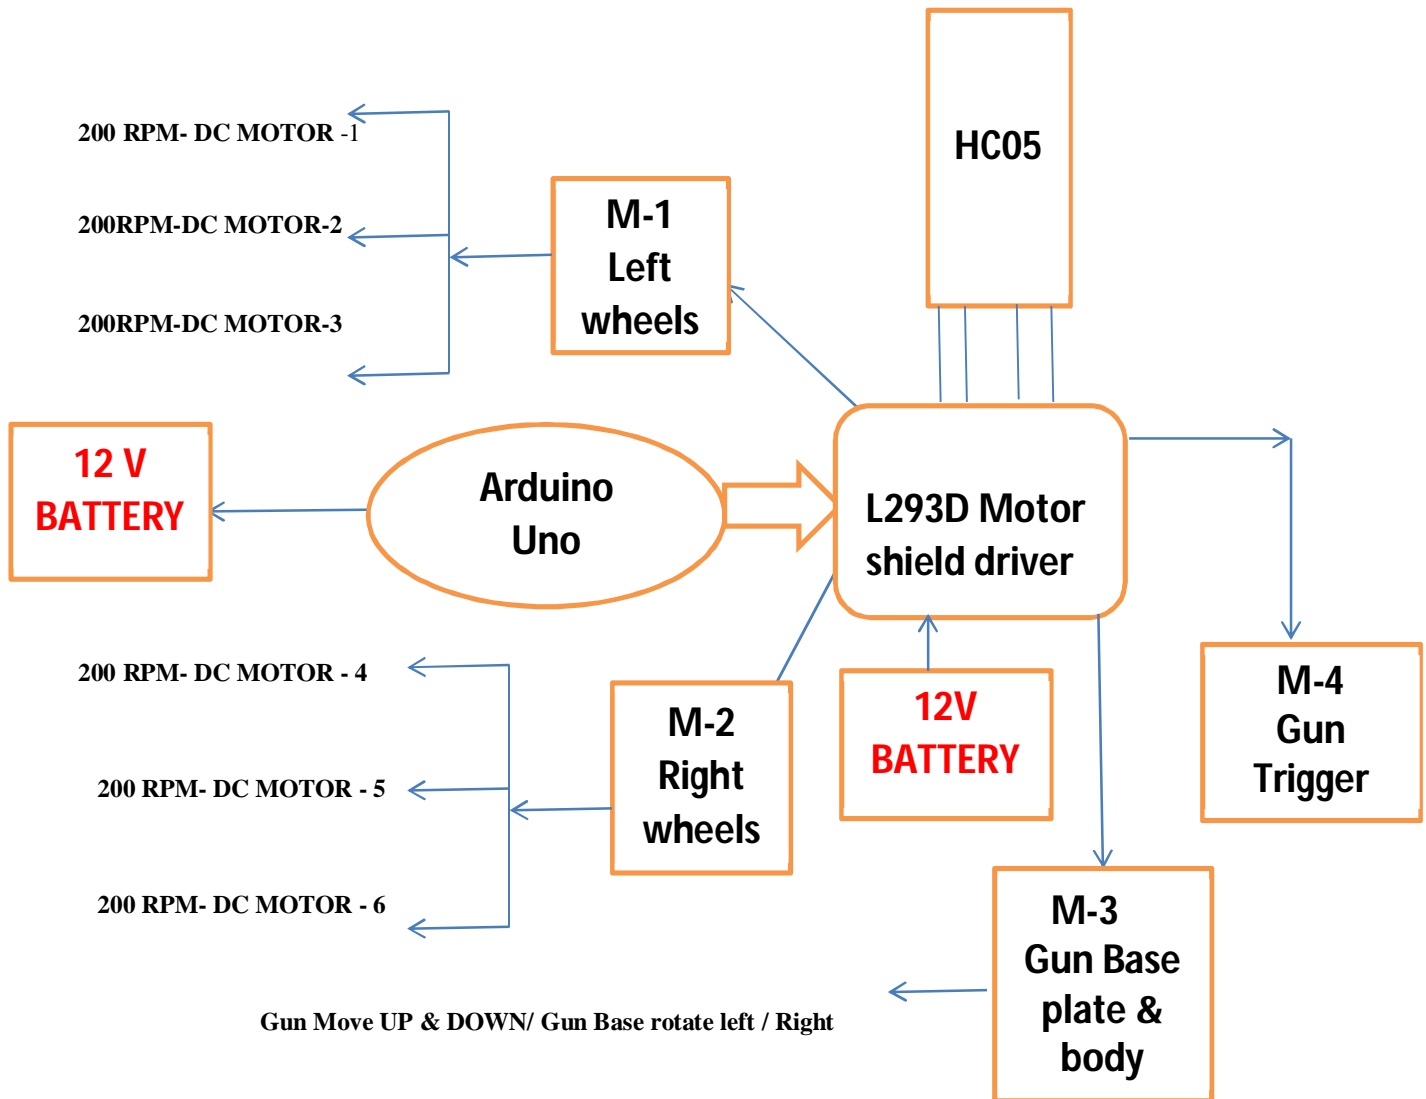 HC05
200 RPM- DC MOTOR -1
200RPM-DC MOTOR-2
200RPM-DC MOTOR-3
M-1
Left
wheels
12 V
BATTERY
Arduino
Uno
L293D Motor
shield driver
200 RPM- DC MOTOR - 4
200 RPM- DC MOTOR - 5
200 RPM- DC MOTOR - 6
M-2
Right
wheels
12V
BATTERY
M-4
Gun
Trigger
M-3
Gun Base
plate &
body
Gun Move UP & DOWN/ Gun Base rotate left / Right